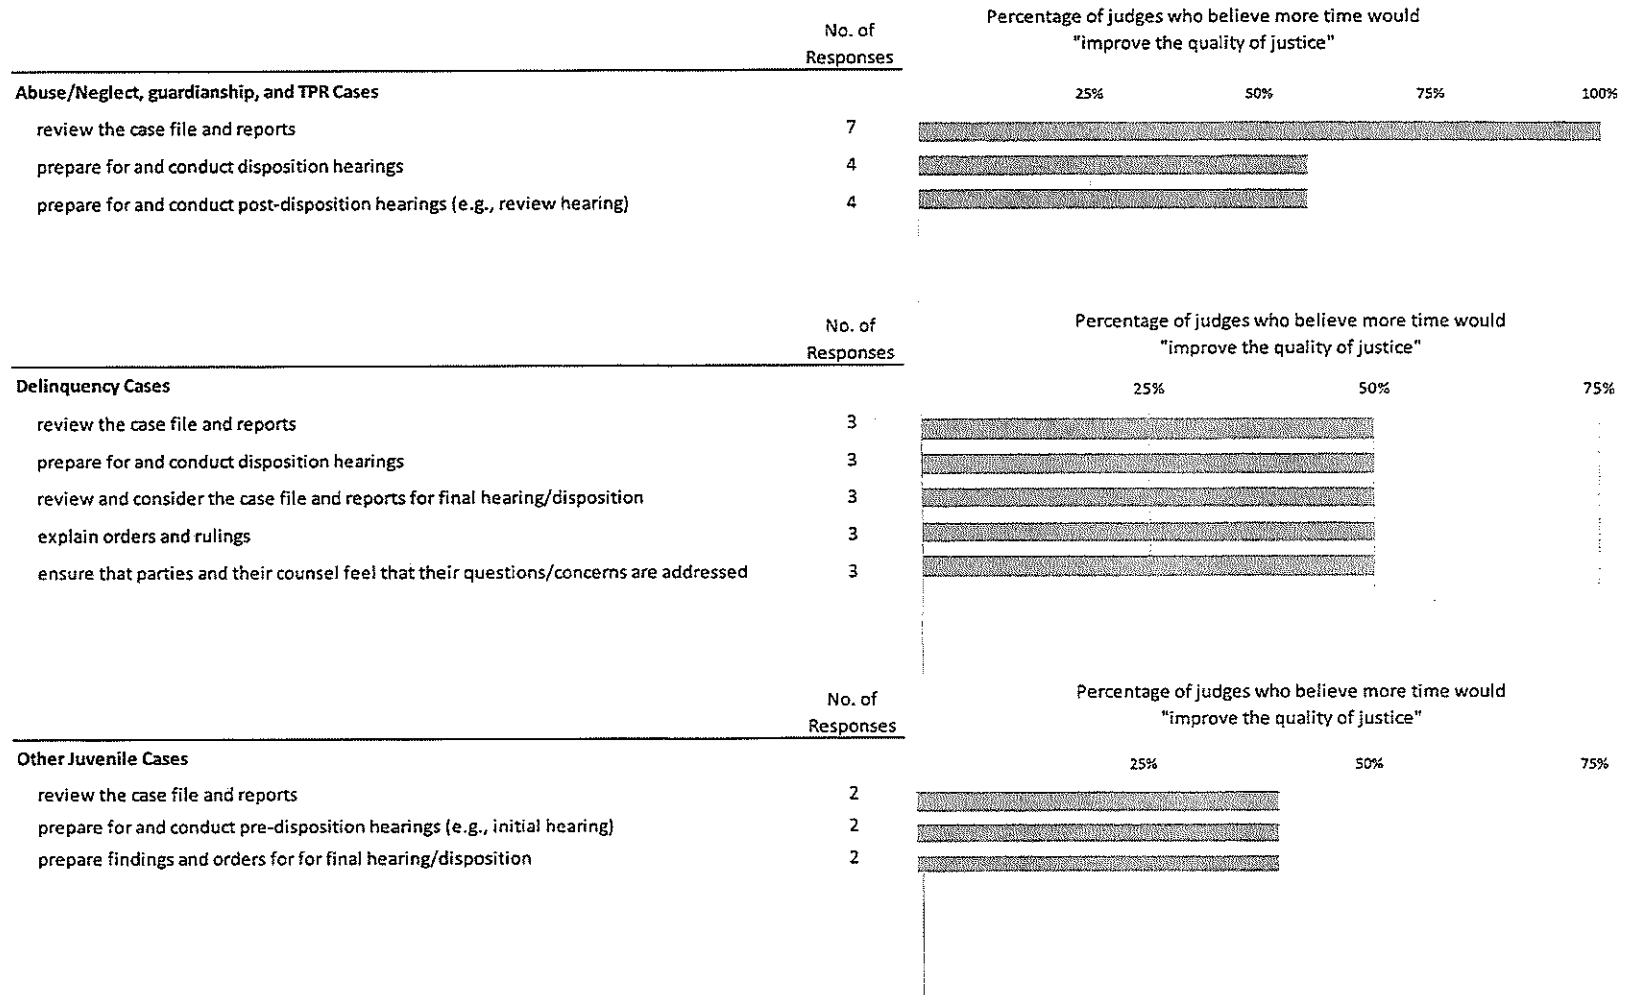 No. of
Responses
Percentage of judges who believe more time would
"improve the quality of justice"
Abuse/Neglect, guardianship, and TPR Cases
25% 50% 75% 100%
review the case file and reports 7
prepare for and conduct disposition hearings 4
prepare for and conduct post-disposition hearings (e.g., review hearing) 4
No. of
Responses
Percentage of judges who believe more time would
"improve the quality of justice"
Delinquency Cases
25% 50% 75%
review the case file and reports 3
prepare for and conduct disposition hearings 3
review and consider the case file and reports for final hearing/disposition 3
explain orders and rulings 3
ensure that parties and their counsel feel that their questions/concerns are addressed 3
No. of
Responses
Percentage of judges who believe more time would
"improve the quality of justice"
Other Juvenile Cases
25% 50% 75%
review the case file and reports 2
prepare for and conduct pre-disposition hearings (e.g., initial hearing) 2
prepare findings and orders for for final hearing/disposition 2